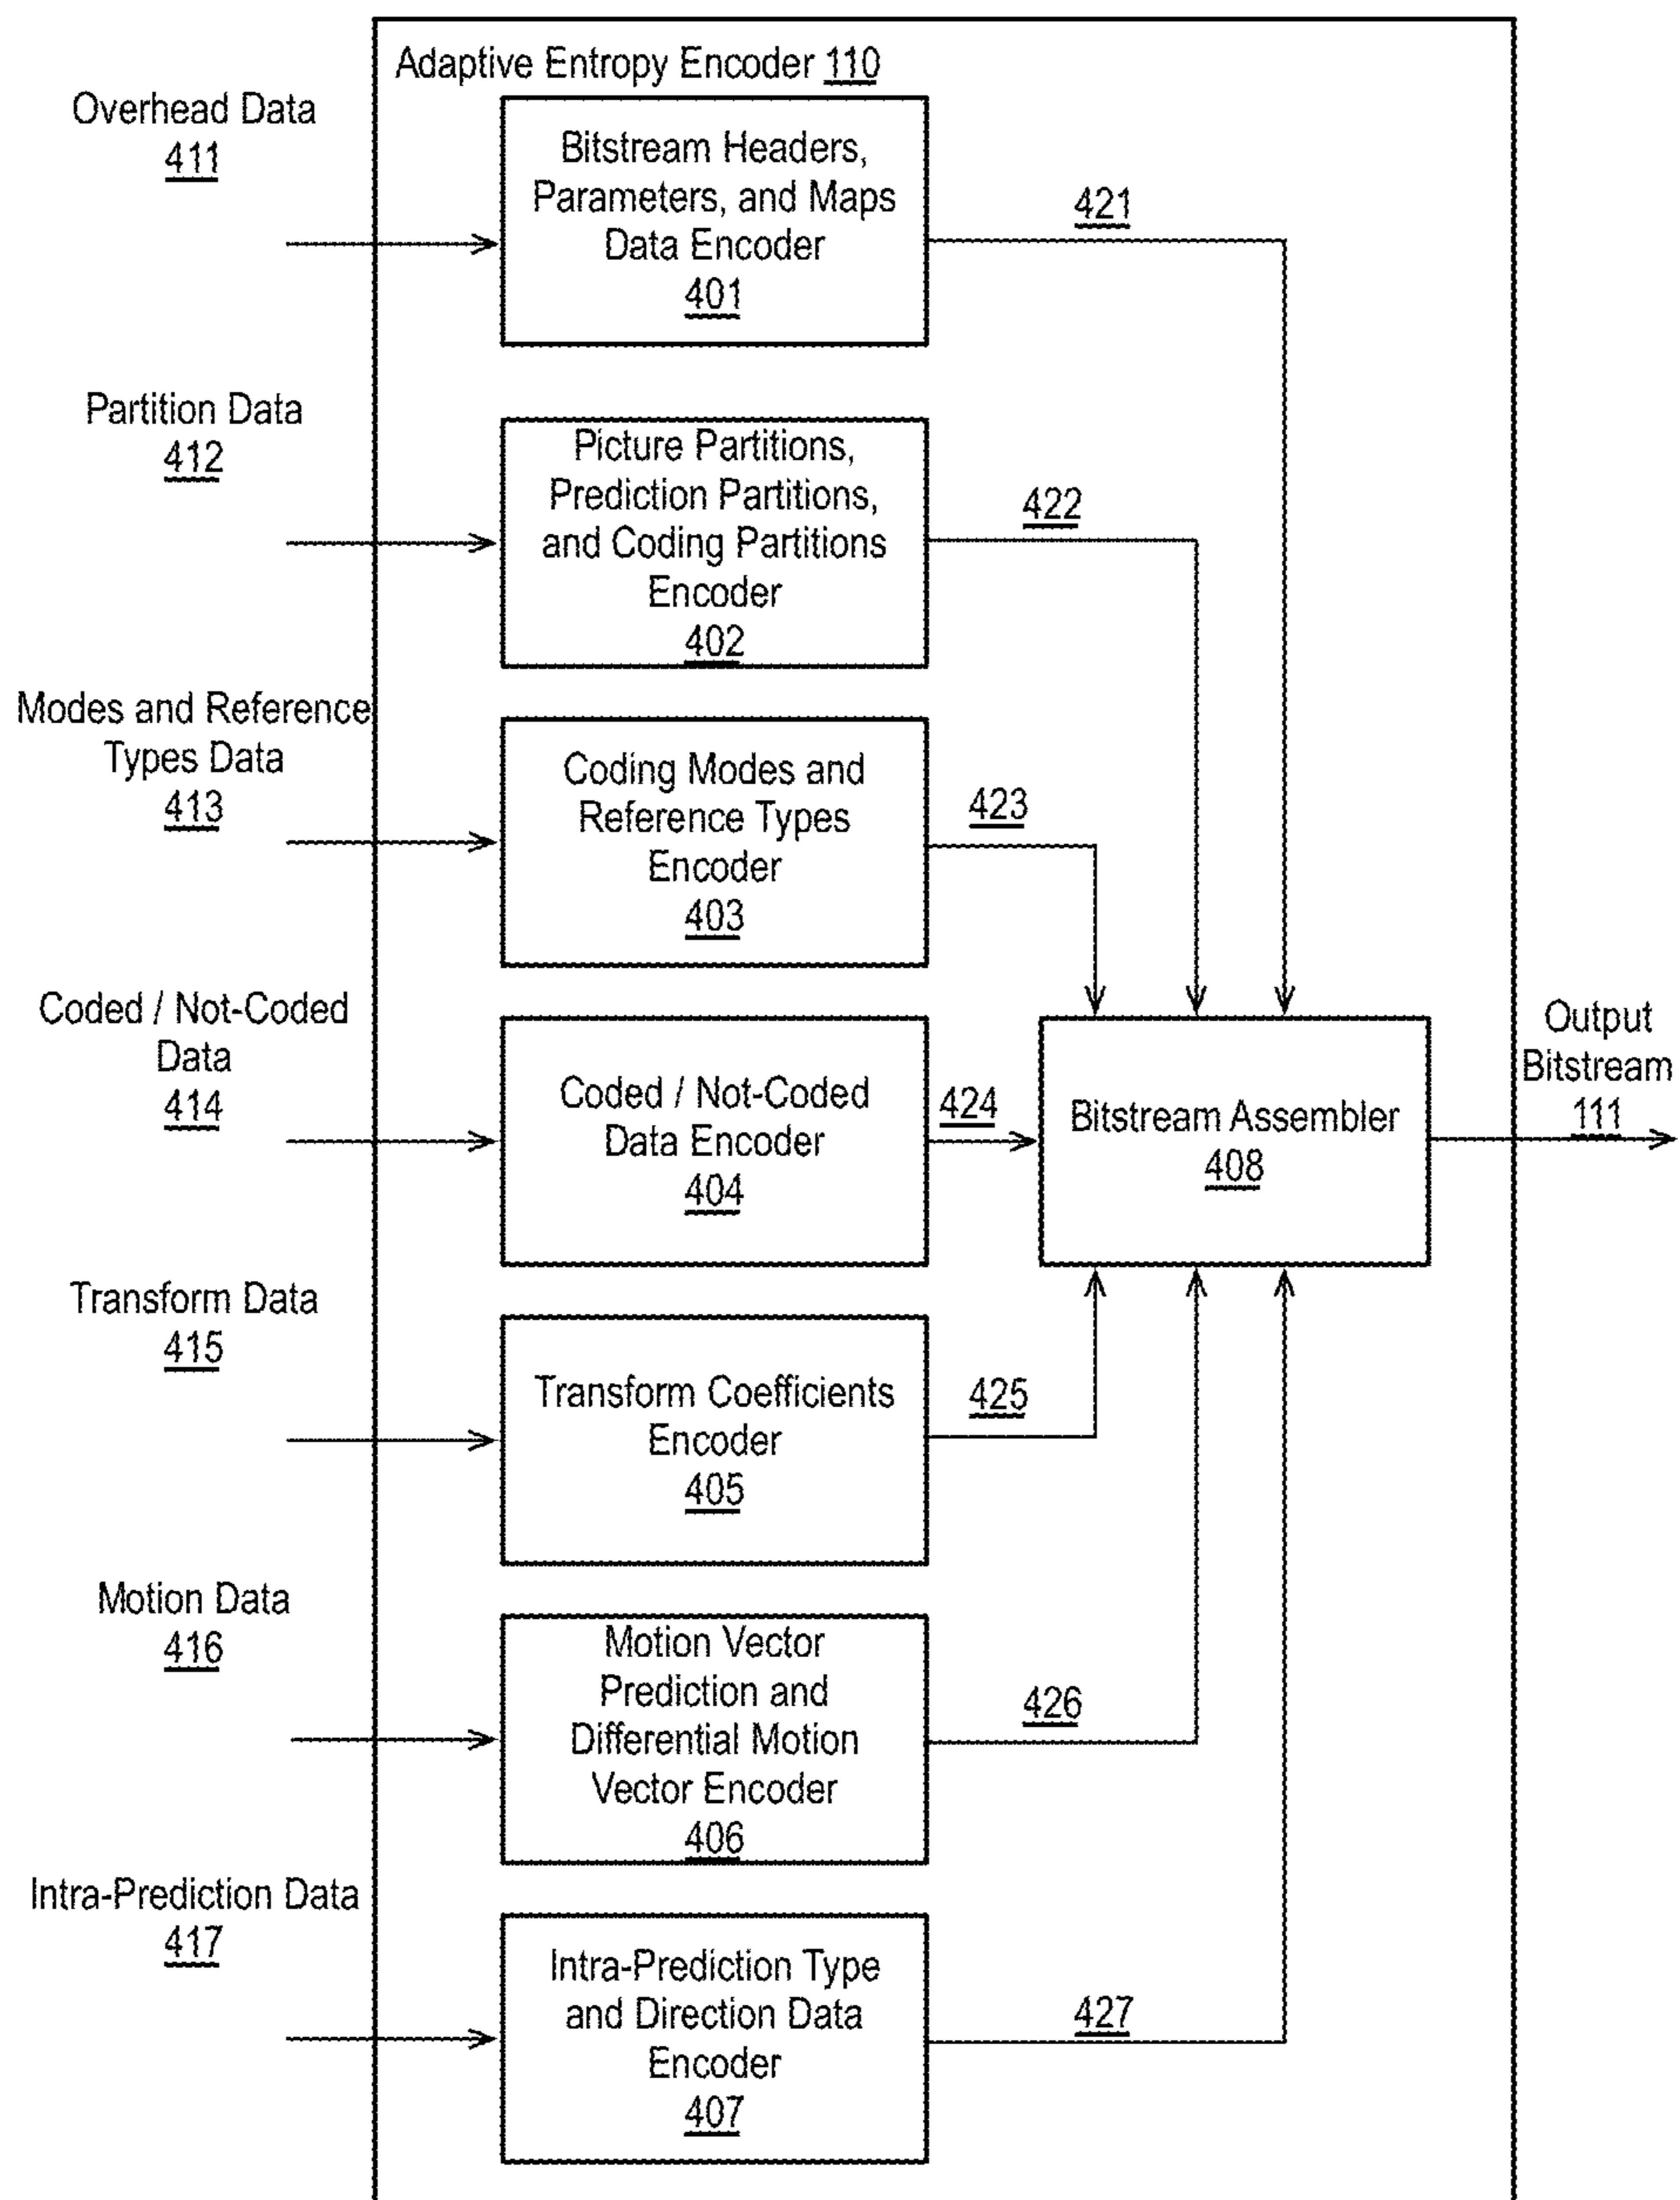 Adaptive Entropy Encoder 110
Overhead Data
411
Bitstream Headers,
Parameters, and Maps
Data Encoder
401
421
Partition Data
412
Picture Partitions,
Prediction Partitions,
and Coding Partitions
Encoder
402
422
Modes and Reference
Types Data
413
Coding Modes and
Reference Types
Encoder
403
423
Coded / Not-Coded
Data
414
Coded / Not-Coded
Data Encoder
404
424
Bitstream Assembler
408
Output
Bitstream
111
Transform Data
415
Transform Coefficients
Encoder
405
425
Motion Data
416
Motion Vector
Prediction and
Differential Motion
Vector Encoder
406
426
Intra-Prediction Data
417
Intra-Prediction Type
and Direction Data
Encoder
407
427